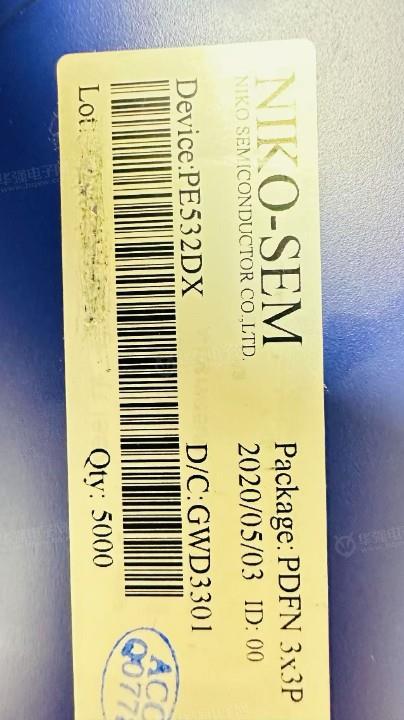 NIKO-SEM
NIKO SEMICONDUCTOR CO.,LTD.
Package: PDFN 3x3P
2020/05/03 ID: 00
Device:PE532DX
D/C:GWD3301
Lot:
Qty: 5000
ACC